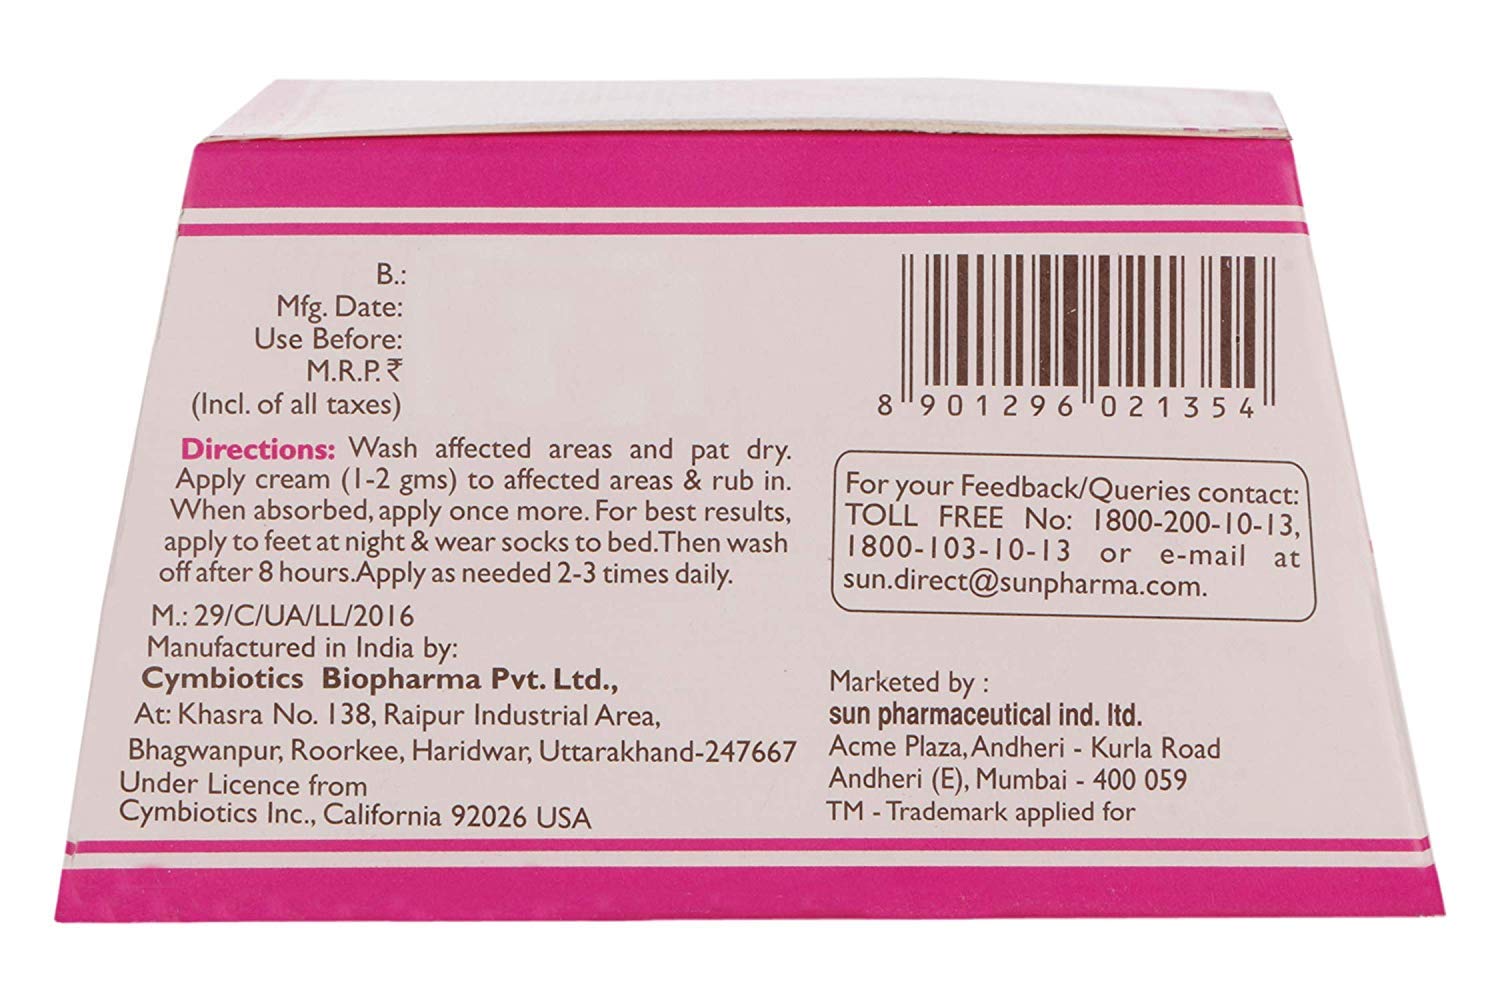 B.:
Mfg. Date:
Use Before:
M.R.P. ₹
(Incl. of all taxes)
8 901296 021354
Directions: Wash affected areas and pat dry.
Apply cream (1-2 gms) to affected areas & rub in.
When absorbed, apply once more. For best results,
apply to feet at night & wear socks to bed.Then wash
off after 8 hours.Apply as needed 2-3 times daily.
For your Feedback/Queries contact:
TOLL FREE No: 1800-200-10-13,
1800-103-10-13 or e-mail at
sun.direct@sunpharma.com.
M.: 29/C/UA/LL/2016
Manufactured in India by:
Cymbiotics Biopharma Pvt. Ltd.,
At: Khasra No. 138, Raipur Industrial Area,
Bhagwanpur, Roorkee, Haridwar, Uttarakhand-247667
Under Licence from
Cymbiotics Inc., California 92026 USA
Marketed by :
sun pharmaceutical ind. ltd.
Acme Plaza, Andheri - Kurla Road
Andheri (E), Mumbai - 400 059
TM - Trademark applied for